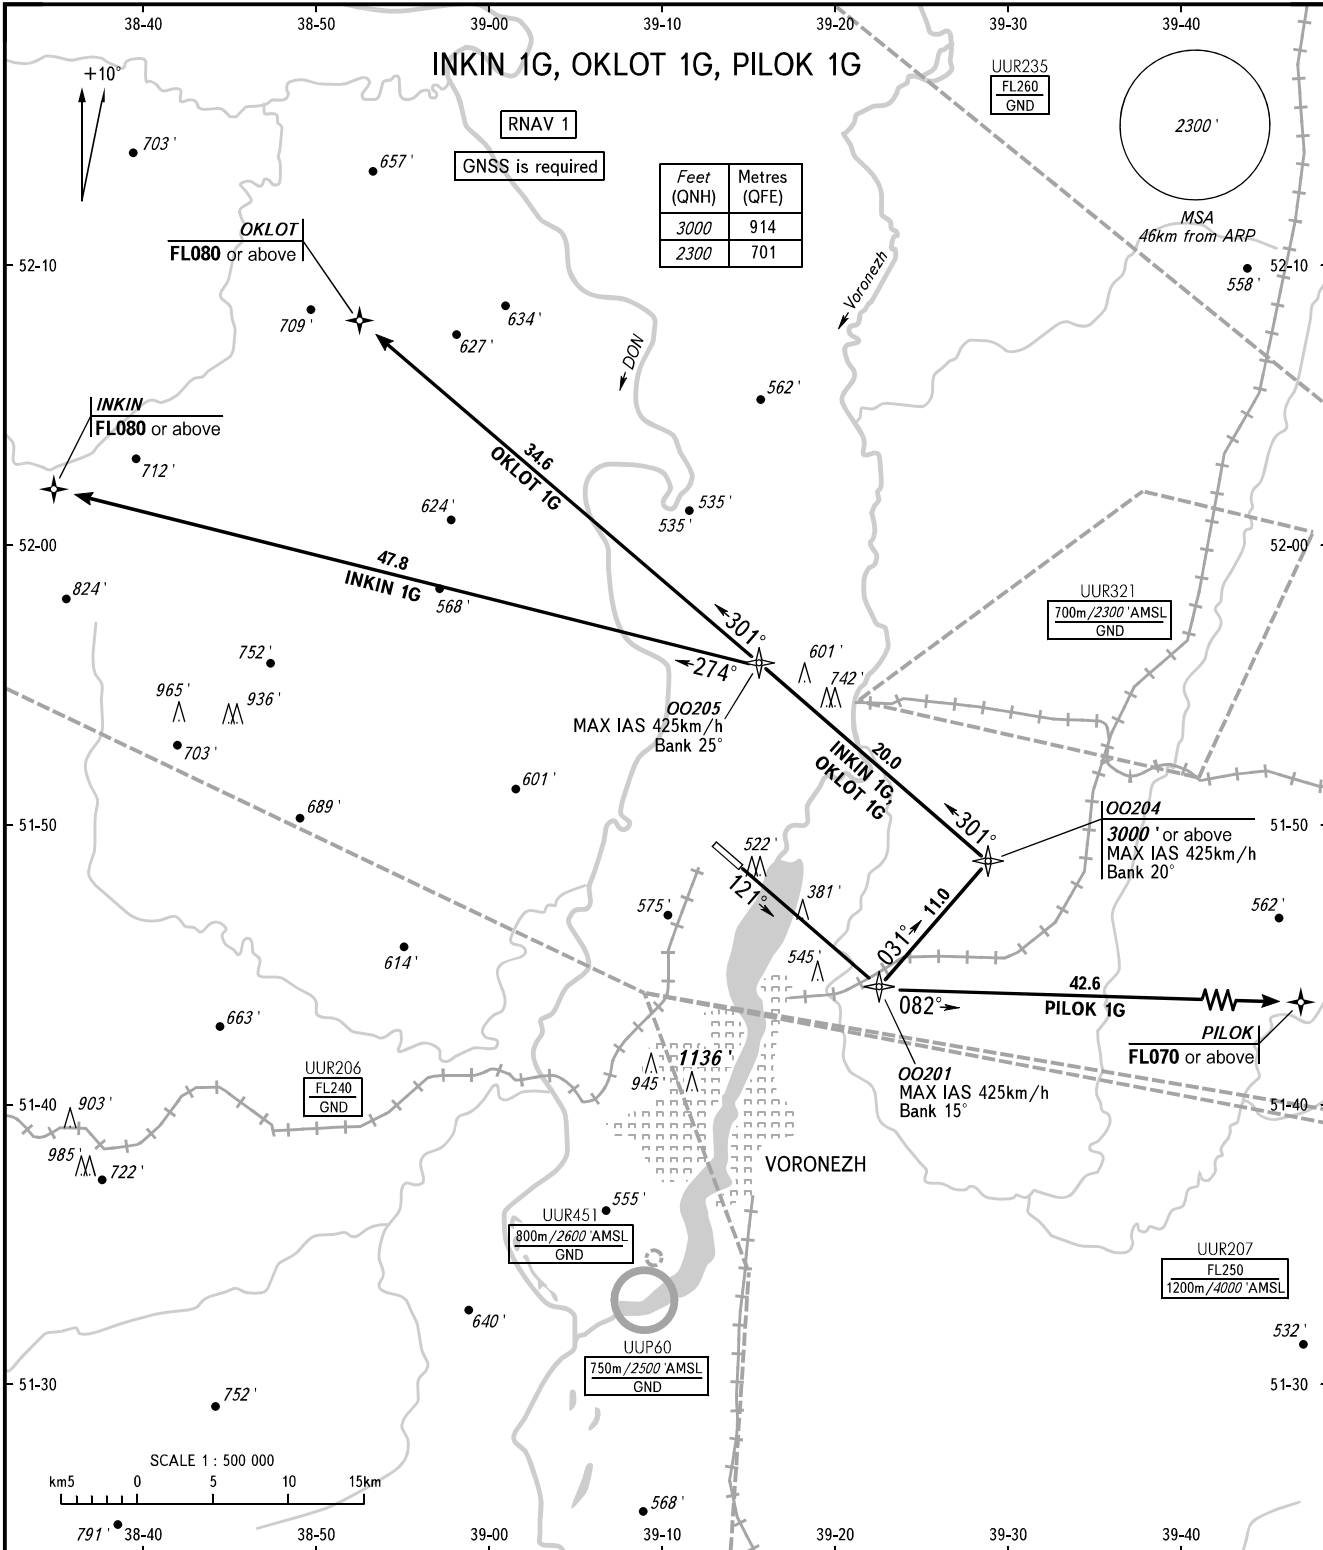 38-40
38-50
39-00
39-10
39-20
39-30
39-40
INKIN 1G, OKLOT 1G, PILOK 1G
+10°
RNAV 1
GNSS is required
UUR235
FL260
GND
2300'
MSA
46km from ARP
Feet
(QNH)
Metres
(QFE)
3000
914
2300
701
703'
657'
OKLOT
FL080 or above
52-10
52-10
558'
Voronezh
DON
709'
634'
627'
562'
INKIN
FL080 or above
712'
34.6
OKLOT 1G
624'
535'
535'
52-00
52-00
47.8
INKIN 1G
568'
824'
UUR321
700m/2300'AMSL
GND
301°
274°
601'
742'
752'
965'
936'
703'
OO205
MAX IAS 425km/h
Bank 25°
20.0
INKIN 1G,
OKLOT 1G
601'
689'
301°
OO204
3000' or above
MAX IAS 425km/h
Bank 20°
51-50
51-50
522'
121°
381'
11.0
031°
575'
562'
614'
545'
42.6
PILOK 1G
082°
PILOK
FL070 or above
663'
1136'
945'
OO201
MAX IAS 425km/h
Bank 15°
UUR206
FL240
GND
51-40
51-40
903'
985'
722'
VORONEZH
555'
UUR451
800m/2600'AMSL
GND
UUR207
FL250
1200m/4000'AMSL
640'
532'
UUP60
750m/2500'AMSL
GND
51-30
51-30
752'
SCALE 1 : 500 000
km5
0
5
10
15km
568'
791'
38-40
38-50
39-00
39-10
39-20
39-30
39-40